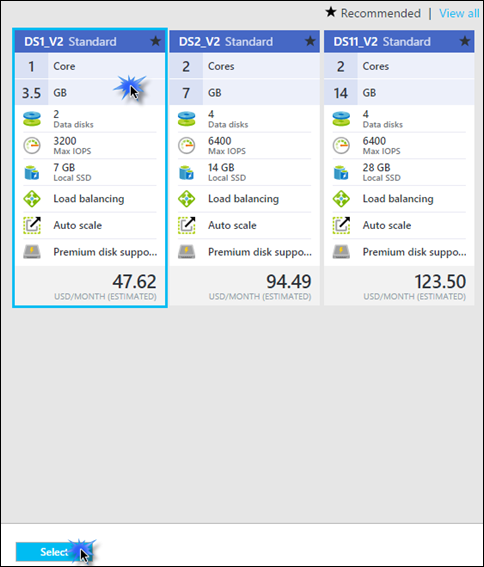 ★ Recommended | View all
DS1_V2 Standard ★
1 Core
3.5 GB
2
Data disks
3200
Max IOPS
7 GB
Local SSD
Load balancing
Auto scale
Premium disk suppo...
47.62
USD/MONTH (ESTIMATED)
DS2_V2 Standard ★
2 Cores
7 GB
4
Data disks
6400
Max IOPS
14 GB
Local SSD
Load balancing
Auto scale
Premium disk suppo...
94.49
USD/MONTH (ESTIMATED)
DS11_V2 Standard ★
2 Cores
14 GB
4
Data disks
6400
Max IOPS
28 GB
Local SSD
Load balancing
Auto scale
Premium disk suppo...
123.50
USD/MONTH (ESTIMATED)
Select